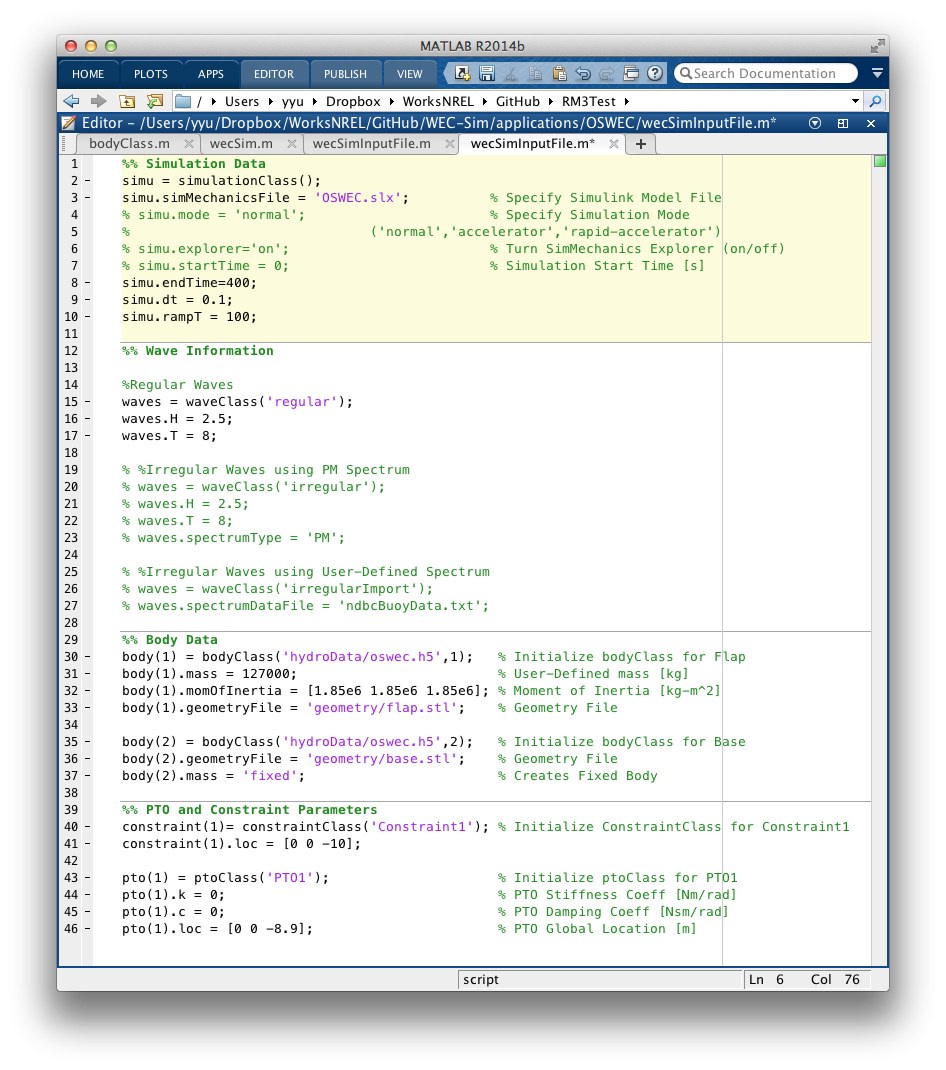 MATLAB R2014b
HOME PLOTS APPS EDITOR PUBLISH VIEW Search Documentation
/ Users yyu Dropbox WorksNREL GitHub RM3Test
Editor – /Users/yyu/Dropbox/WorksNREL/GitHub/WEC-Sim/applications/OSWEC/wecSimInputFile.m*
bodyClass.m wecSim.m wecSimInputFile.m wecSimInputFile.m* +
1 %% Simulation Data
2 – simu = simulationClass();
3 – simu.simMechanicsFile = 'OSWEC.slx'; % Specify Simulink Model File
4 % simu.mode = 'normal'; % Specify Simulation Mode
5 % ('normal','accelerator','rapid-accelerator')
6 % simu.explorer='on'; % Turn SimMechanics Explorer (on/off)
7 % simu.startTime = 0; % Simulation Start Time [s]
8 – simu.endTime=400;
9 – simu.dt = 0.1;
10 – simu.rampT = 100;
11
12 %% Wave Information
13
14 %Regular Waves
15 – waves = waveClass('regular');
16 – waves.H = 2.5;
17 – waves.T = 8;
18
19 % %Irregular Waves using PM Spectrum
20 % waves = waveClass('irregular');
21 % waves.H = 2.5;
22 % waves.T = 8;
23 % waves.spectrumType = 'PM';
24
25 % %Irregular Waves using User-Defined Spectrum
26 % waves = waveClass('irregularImport');
27 % waves.spectrumDataFile = 'ndbcBuoyData.txt';
28
29 %% Body Data
30 – body(1) = bodyClass('hydroData/oswec.h5',1); % Initialize bodyClass for Flap
31 – body(1).mass = 127000; % User-Defined mass [kg]
32 – body(1).momOfInertia = [1.85e6 1.85e6 1.85e6]; % Moment of Inertia [kg-m^2]
33 – body(1).geometryFile = 'geometry/flap.stl'; % Geometry File
34
35 – body(2) = bodyClass('hydroData/oswec.h5',2); % Initialize bodyClass for Base
36 – body(2).geometryFile = 'geometry/base.stl'; % Geometry File
37 – body(2).mass = 'fixed'; % Creates Fixed Body
38
39 %% PTO and Constraint Parameters
40 – constraint(1)= constraintClass('Constraint1'); % Initialize ConstraintClass for Constraint1
41 – constraint(1).loc = [0 0 -10];
42
43 – pto(1) = ptoClass('PTO1'); % Initialize ptoClass for PTO1
44 – pto(1).k = 0; % PTO Stiffness Coeff [Nm/rad]
45 – pto(1).c = 0; % PTO Damping Coeff [Nsm/rad]
46 – pto(1).loc = [0 0 -8.9]; % PTO Global Location [m]
script Ln 6 Col 76